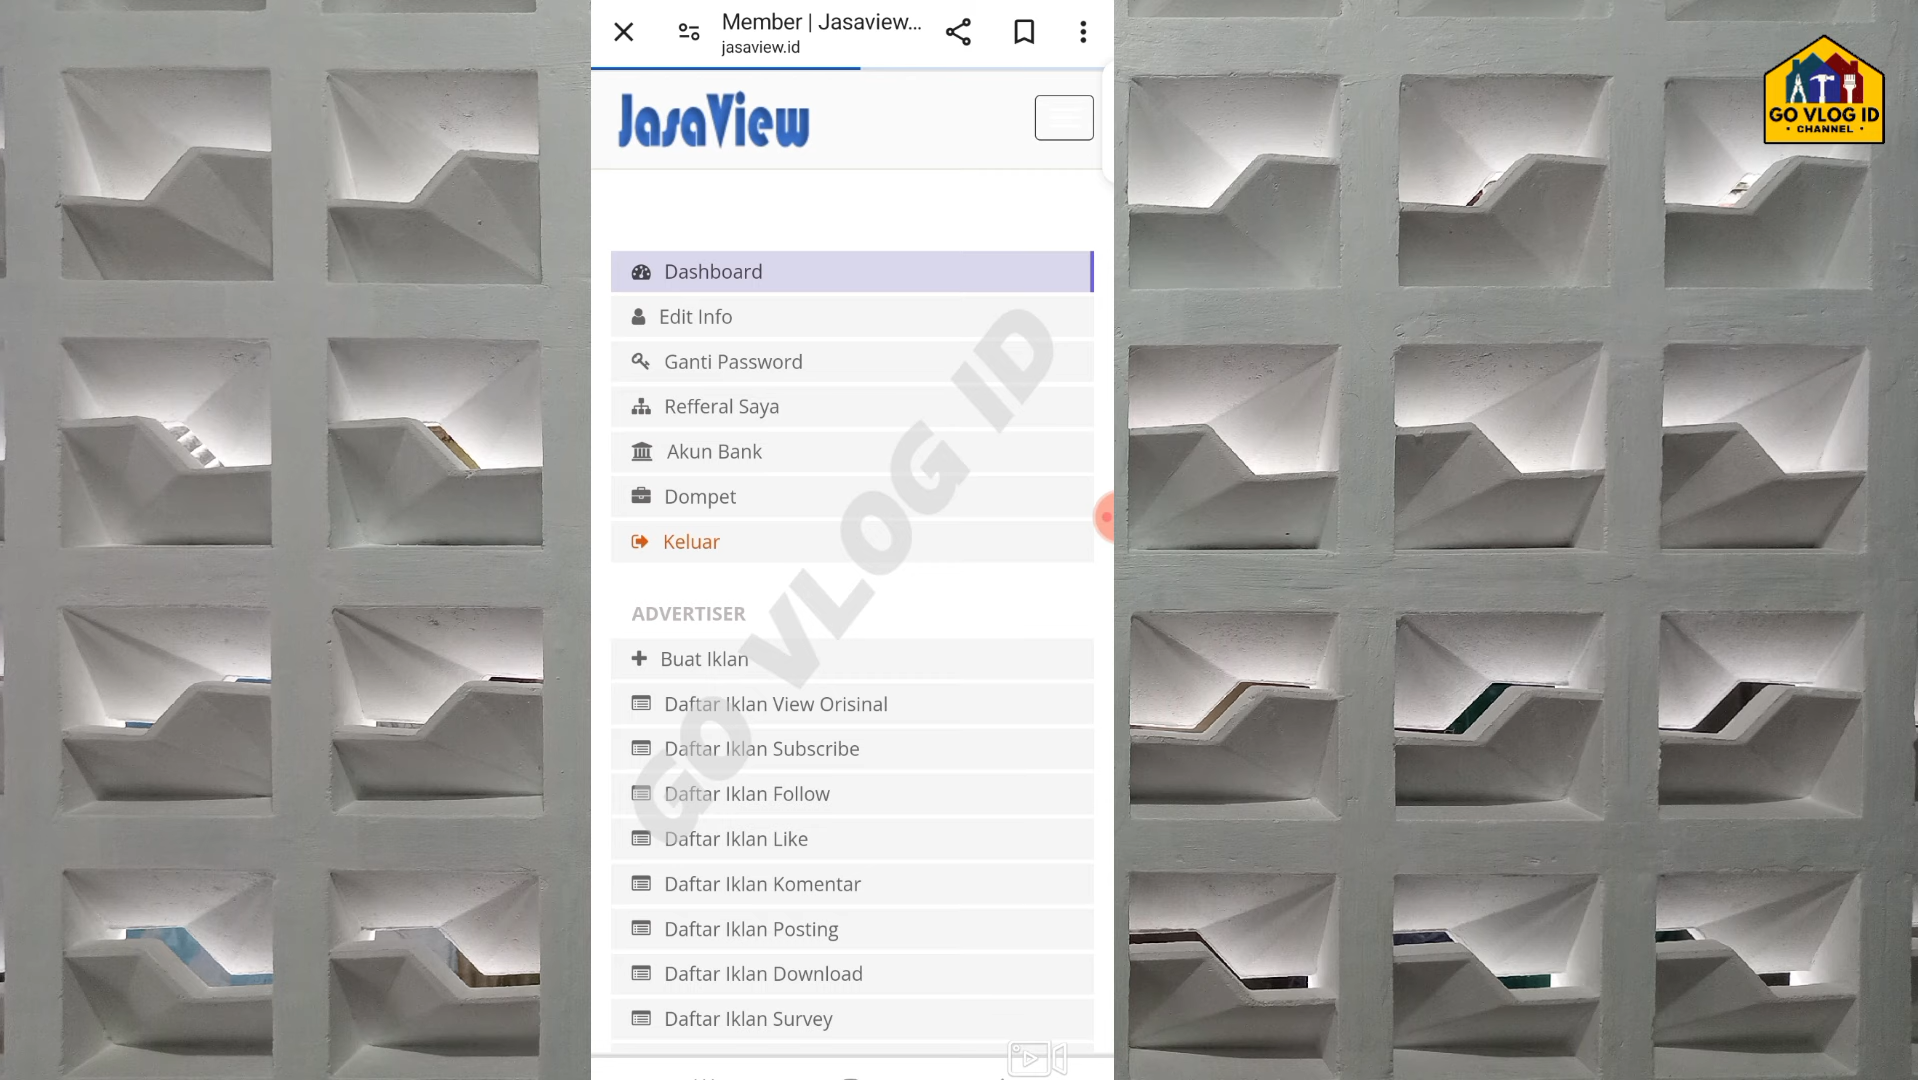 Member | Jasaview...
jasaview.id
JasaView
GO VLOG ID
• CHANNEL •
Dashboard
Edit Info
Ganti Password
Refferal Saya
Akun Bank
Dompet
Keluar
ADVERTISER
Buat Iklan
Daftar Iklan View Orisinal
Daftar Iklan Subscribe
Daftar Iklan Follow
Daftar Iklan Like
Daftar Iklan Komentar
Daftar Iklan Posting
Daftar Iklan Download
Daftar Iklan Survey
GO VLOG ID